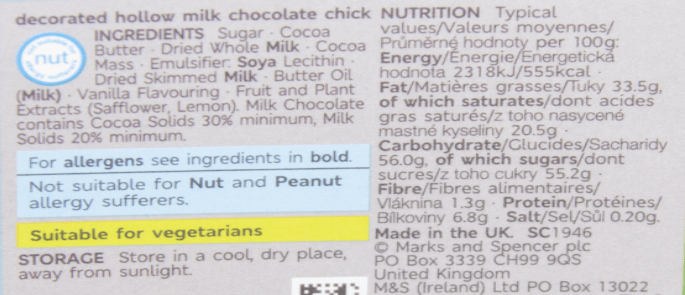 decorated hollow milk chocolate chick
nut
INGREDIENTS Sugar · Cocoa
Butter · Dried Whole Milk · Cocoa
Mass · Emulsifier: Soya Lecithin ·
Dried Skimmed Milk · Butter Oil
(Milk) · Vanilla Flavouring · Fruit and Plant
Extracts (Safflower, Lemon). Milk Chocolate
contains Cocoa Solids 30% minimum, Milk
Solids 20% minimum.
For allergens see ingredients in bold.
Not suitable for Nut and Peanut
allergy sufferers.
Suitable for vegetarians
STORAGE Store in a cool, dry place,
away from sunlight.
NUTRITION Typical
values/Valeurs moyennes/
Průměrné hodnoty per 100g:
Energy/Énergie/Energetická
hodnota 2318kJ/555kcal ·
Fat/Matières grasses/Tuky 33.5g,
of which saturates/dont acides
gras saturés/z toho nasycené
mastné kyseliny 20.5g ·
Carbohydrate/Glucides/Sacharidy
56.0g, of which sugars/dont
sucres/z toho cukry 55.2g ·
Fibre/Fibres alimentaires/
Vláknina 1.3g · Protein/Protéines/
Bílkoviny 6.8g · Salt/Sel/Sůl 0.20g.
Made in the UK. SC1946
© Marks and Spencer plc
PO Box 3339 CH99 9QS
United Kingdom
M&S (Ireland) Ltd PO Box 13022